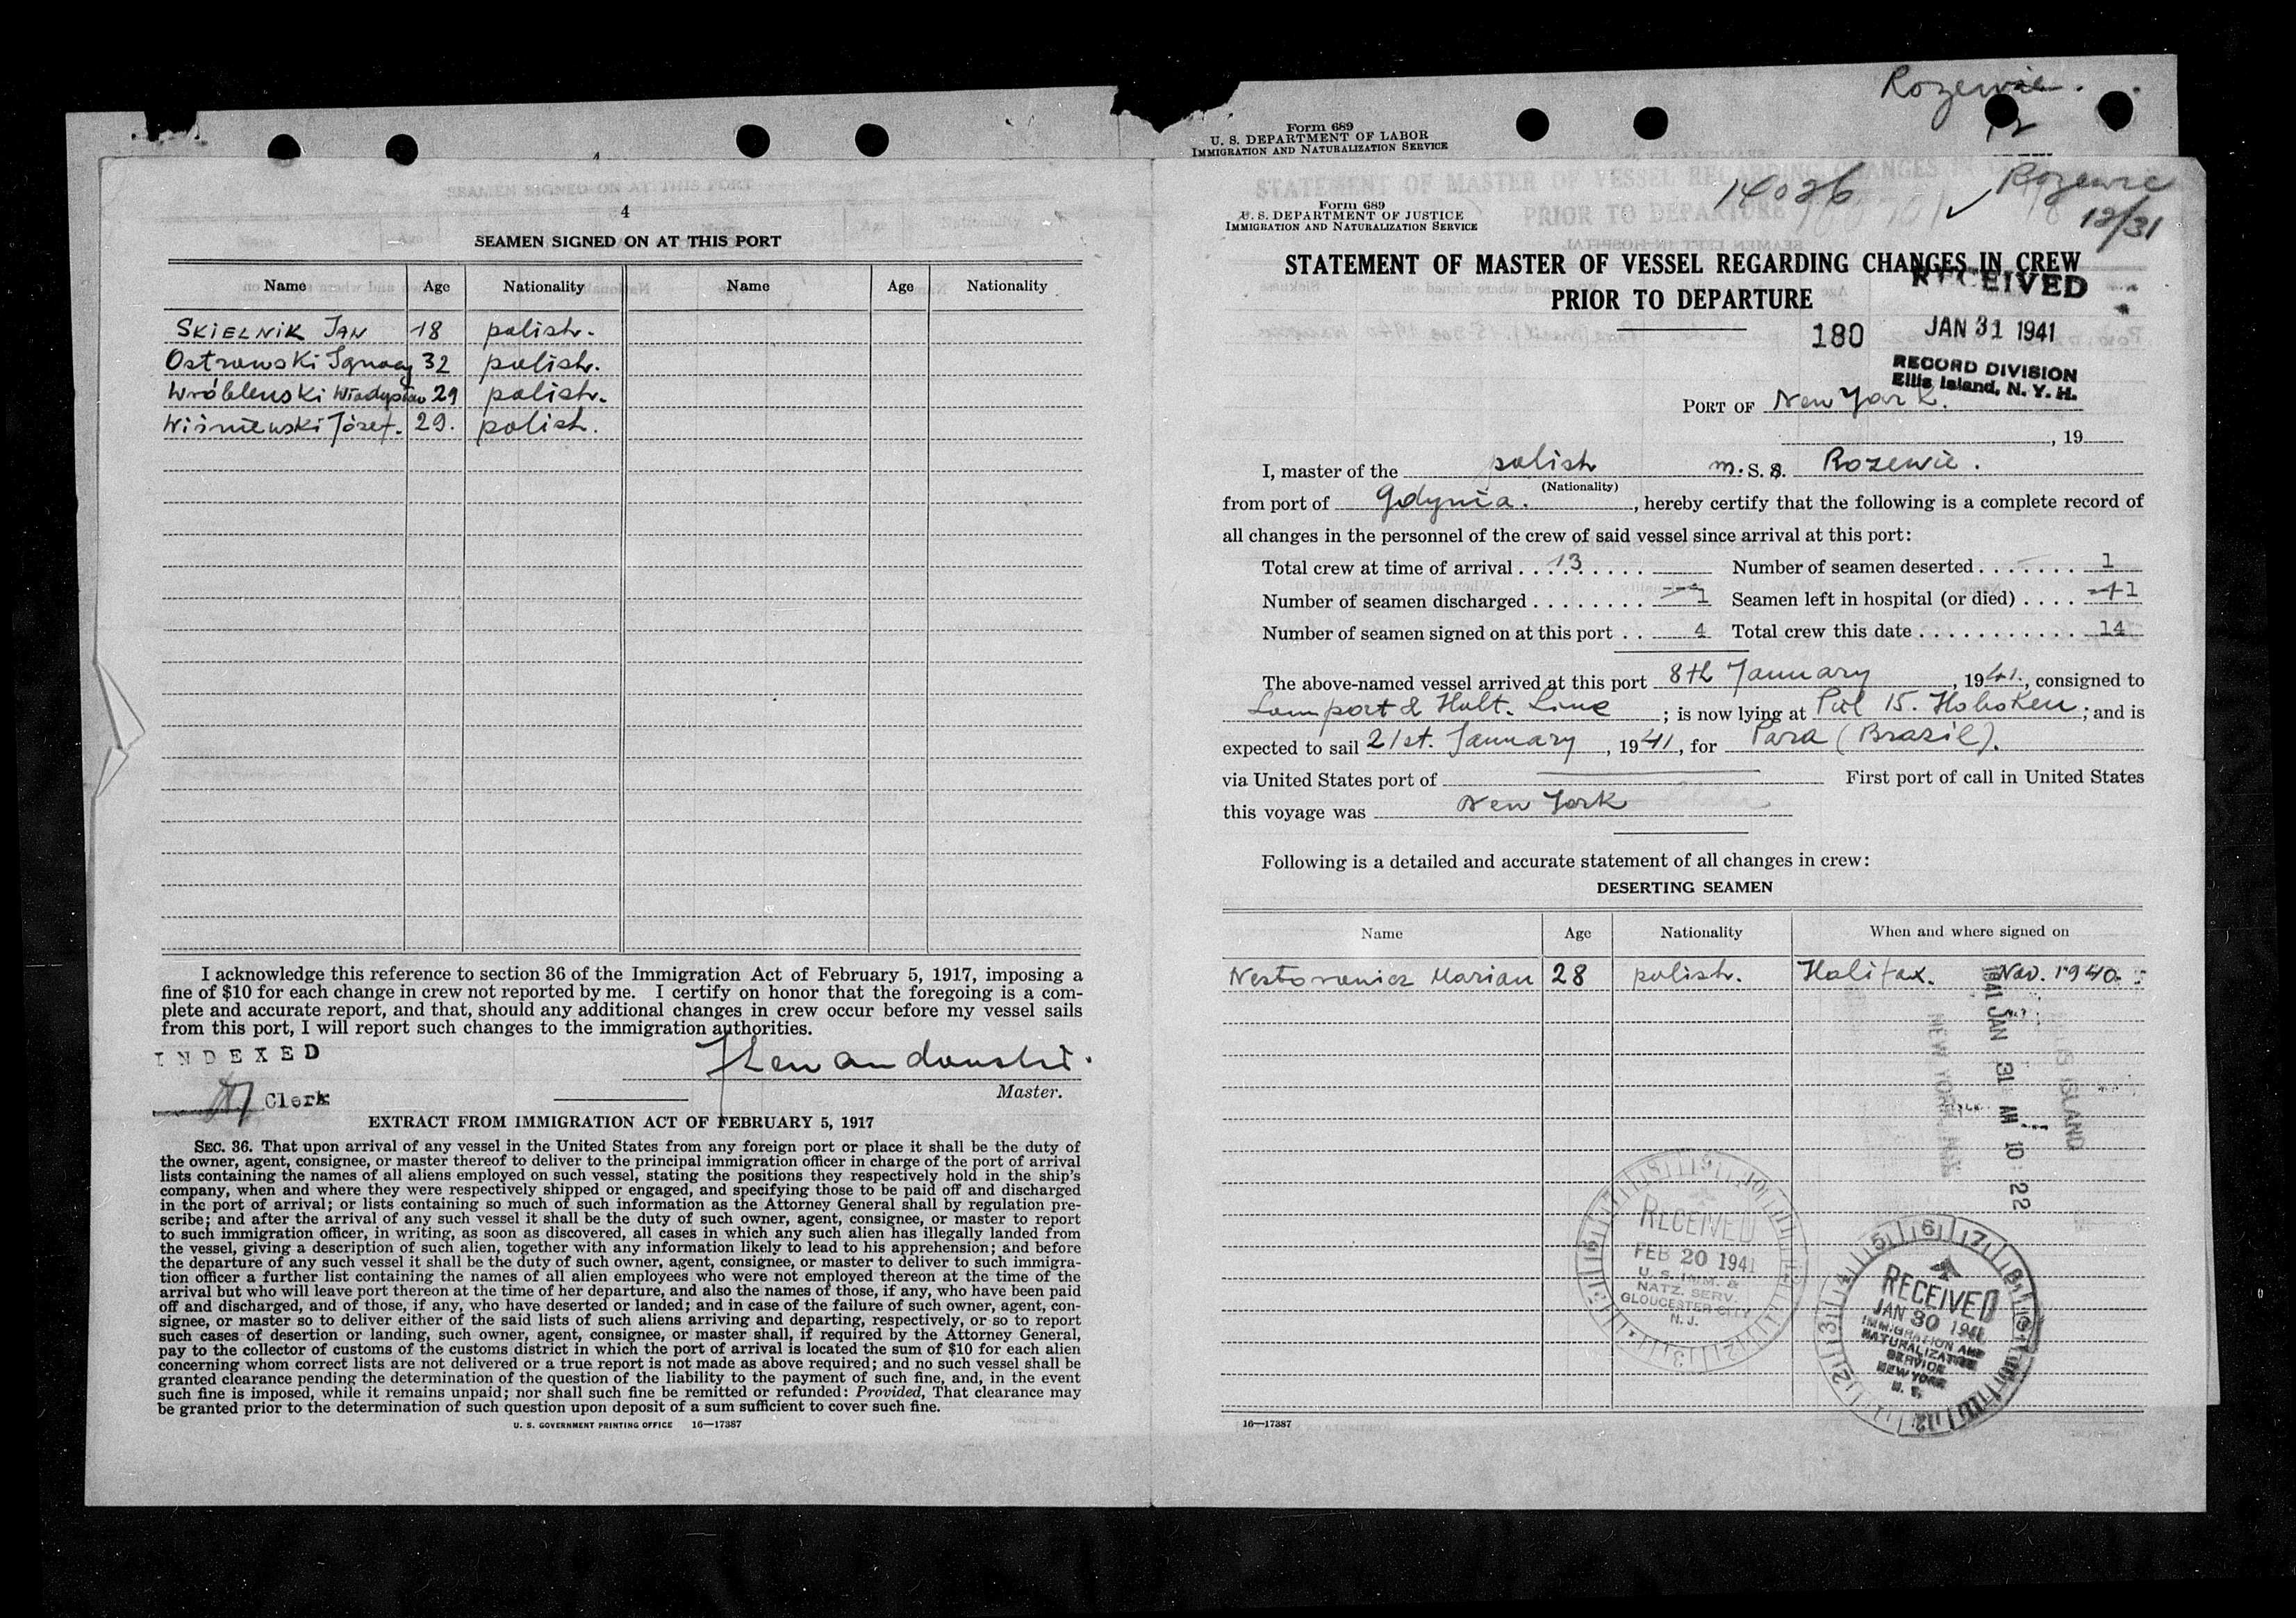 4
SEAMEN SIGNED ON AT THIS PORT
Name Age Nationality Name Age Nationality
SKIELNIK JAN 18 polish.
Ostrowski Ignacy 32 polish.
Wróblewski Władysław 29 polish.
Wiśniewski Józef. 29. polish.
I acknowledge this reference to section 36 of the Immigration Act of February 5, 1917, imposing a
fine of $10 for each change in crew not reported by me. I certify on honor that the foregoing is a com-
plete and accurate report, and that, should any additional changes in crew occur before my vessel sails
from this port, I will report such changes to the immigration authorities.
INDEXED
Lewandowski.
Master.
Clerk
EXTRACT FROM IMMIGRATION ACT OF FEBRUARY 5, 1917
SEC. 36. That upon arrival of any vessel in the United States from any foreign port or place it shall be the duty of
the owner, agent, consignee, or master thereof to deliver to the principal immigration officer in charge of the port of arrival
lists containing the names of all aliens employed on such vessel, stating the positions they respectively hold in the ship's
company, when and where they were respectively shipped or engaged, and specifying those to be paid off and discharged
in the port of arrival; or lists containing so much of such information as the Attorney General shall by regulation pre-
scribe; and after the arrival of any such vessel it shall be the duty of such owner, agent, consignee, or master to report
to such immigration officer, in writing, as soon as discovered, all cases in which any such alien has illegally landed from
the vessel, giving a description of such alien, together with any information likely to lead to his apprehension; and before
the departure of any such vessel it shall be the duty of such owner, agent, consignee, or master to deliver to such immigra-
tion officer a further list containing the names of all alien employees who were not employed thereon at the time of the
arrival but who will leave port thereon at the time of her departure, and also the names of those, if any, who have been paid
off and discharged, and of those, if any, who have deserted or landed; and in case of the failure of such owner, agent, con-
signee, or master so to deliver either of the said lists of such aliens arriving and departing, respectively, or so to report
such cases of desertion or landing, such owner, agent, consignee, or master shall, if required by the Attorney General,
pay to the collector of customs of the customs district in which the port of arrival is located the sum of $10 for each alien
concerning whom correct lists are not delivered or a true report is not made as above required; and no such vessel shall be
granted clearance pending the determination of the question of the liability to the payment of such fine, and, in the event
such fine is imposed, while it remains unpaid; nor shall such fine be remitted or refunded: Provided, That clearance may
be granted prior to the determination of such question upon deposit of a sum sufficient to cover such fine.
U. S. GOVERNMENT PRINTING OFFICE 16—17387
Rozewie.
12
Form 689
U. S. DEPARTMENT OF LABOR
IMMIGRATION AND NATURALIZATION SERVICE
14026
Rozewie
12/31
Form 689
U. S. DEPARTMENT OF JUSTICE
IMMIGRATION AND NATURALIZATION SERVICE
STATEMENT OF MASTER OF VESSEL REGARDING CHANGES IN CREW
PRIOR TO DEPARTURE
RECEIVED
180 JAN 31 1941
RECORD DIVISION
Ellis Island, N. Y. H.
PORT OF New York.
, 19
I, master of the polish m. S. S. Rozewie.
(Nationality)
from port of Gdynia. , hereby certify that the following is a complete record of
all changes in the personnel of the crew of said vessel since arrival at this port:
Total crew at time of arrival . . 13 . . . . . Number of seamen deserted . . . . . . . 1
Number of seamen discharged . . . . . . . . 1 Seamen left in hospital (or died) . . . . 1
Number of seamen signed on at this port . . 4 Total crew this date . . . . . . . . . . . . 14
The above-named vessel arrived at this port 8th January , 1941., consigned to
Lamport & Holt. Line ; is now lying at Pul 15. Hoboken ; and is
expected to sail 21st. January , 1941, for Para (Brazil).
via United States port of First port of call in United States
this voyage was New York
Following is a detailed and accurate statement of all changes in crew:
DESERTING SEAMEN
Name Age Nationality When and where signed on
Nestorowicz Marian 28 polish. Halifax. Nov. 1940.
1941 JAN 31 AM 10 22
ELLIS ISLAND
NEW YORK
RECEIVED
FEB 20 1941
U. S. IMM. &
NATZ. SERV.
GLOUCESTER CITY
N. J.
RECEIVED
JAN 30 1941
IMMIGRATION AND
NATURALIZATION
SERVICE
NEW YORK
N. Y.
16—17387